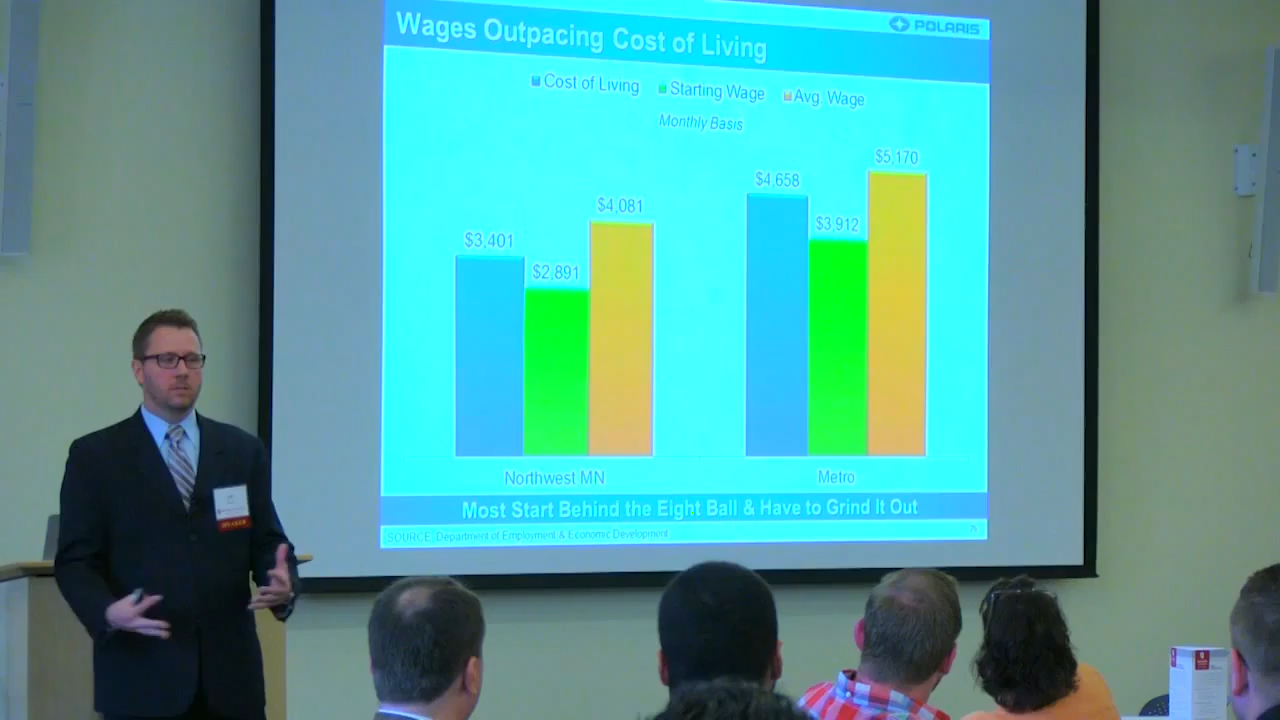 Wages Outpacing Cost of Living
POLARIS
Cost of Living Starting Wage Avg. Wage
Monthly Basis
$5,170
$4,658
$4,081
$3,912
$3,401
$2,891
Northwest MN Metro
Most Start Behind the Eight Ball & Have to Grind It Out
SOURCE: Department of Employment & Economic Development
SPEAKER